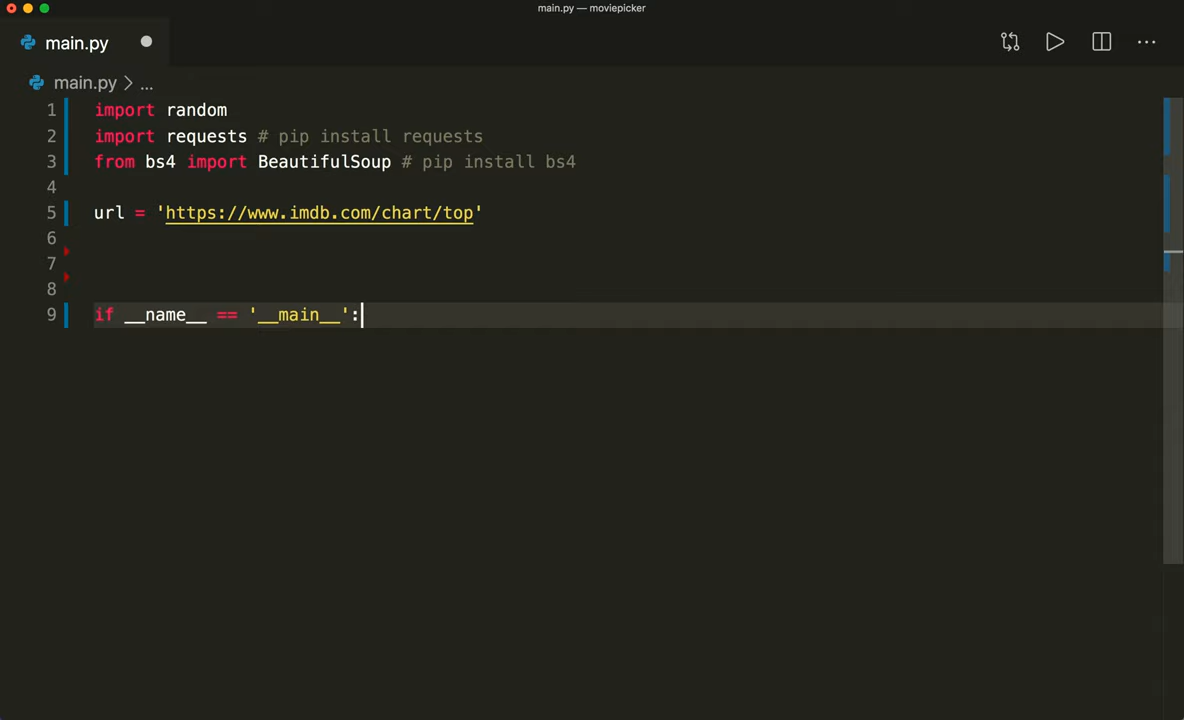 main.py — moviepicker
main.py
main.py > ...
1 import random
2 import requests # pip install requests
3 from bs4 import BeautifulSoup # pip install bs4
4
5 url = 'https://www.imdb.com/chart/top'
6
7
8
9 if __name__ == '__main__':